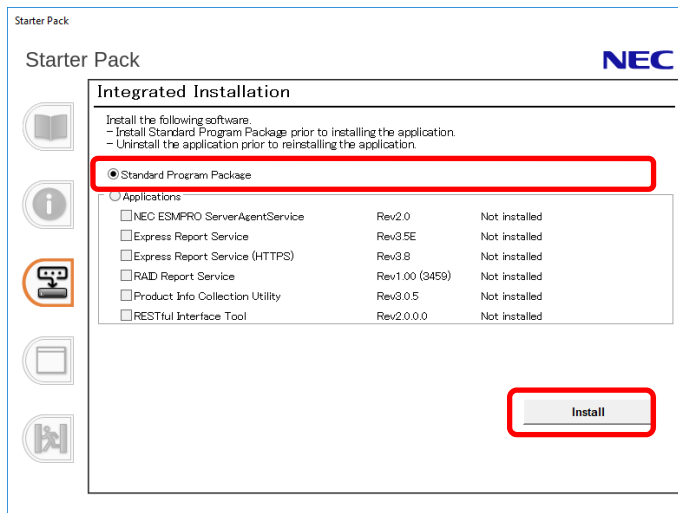 Starter Pack
Starter Pack
NEC
Integrated Installation
Install the following software.
- Install Standard Program Package prior to installing the application.
- Uninstall the application prior to reinstalling the application.
Standard Program Package
Applications
NEC ESMPRO ServerAgentService Rev2.0 Not installed
Express Report Service Rev3.5E Not installed
Express Report Service (HTTPS) Rev3.8 Not installed
RAID Report Service Rev1.00 (3459) Not installed
Product Info Collection Utility Rev3.0.5 Not installed
RESTful Interface Tool Rev2.0.0.0 Not installed
Install